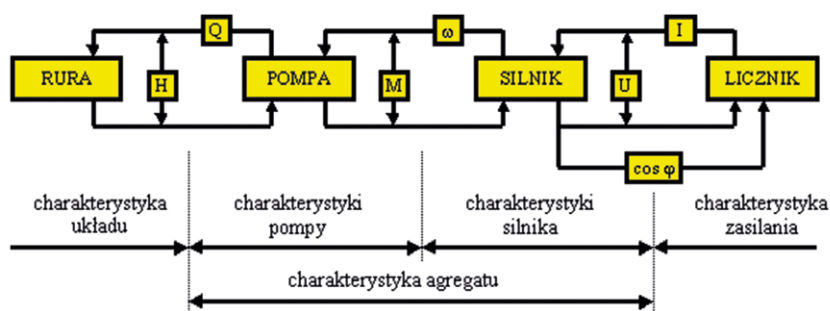 Q
ω
I
RURA
H
POMPA
M
SILNIK
U
LICZNIK
cos φ
charakterystyka
układu
charakterystyki
pompy
charakterystyki
silnika
charakterystyka
zasilania
charakterystyka agregatu